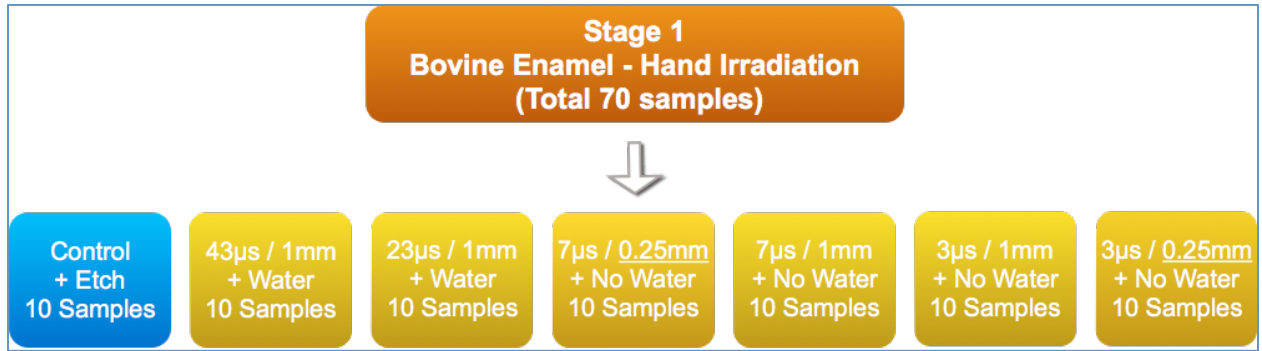 Stage 1
Bovine Enamel - Hand Irradiation
(Total 70 samples)
Control
+ Etch
10 Samples
43µs / 1mm
+ Water
10 Samples
23µs / 1mm
+ Water
10 Samples
7µs / 0.25mm
+ No Water
10 Samples
7µs / 1mm
+ No Water
10 Samples
3µs / 1mm
+ No Water
10 Samples
3µs / 0.25mm
+ No Water
10 Samples